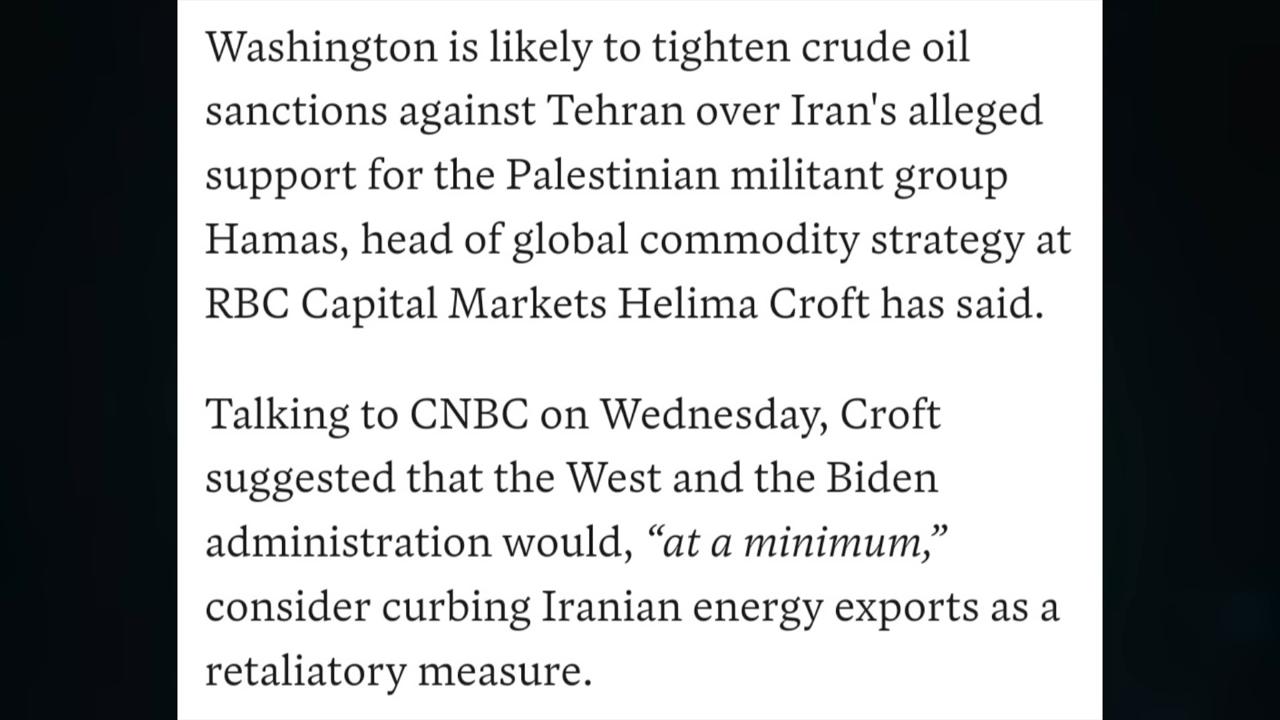 Washington is likely to tighten crude oil
sanctions against Tehran over Iran's alleged
support for the Palestinian militant group
Hamas, head of global commodity strategy at
RBC Capital Markets Helima Croft has said.
Talking to CNBC on Wednesday, Croft
suggested that the West and the Biden
administration would, “at a minimum,”
consider curbing Iranian energy exports as a
retaliatory measure.